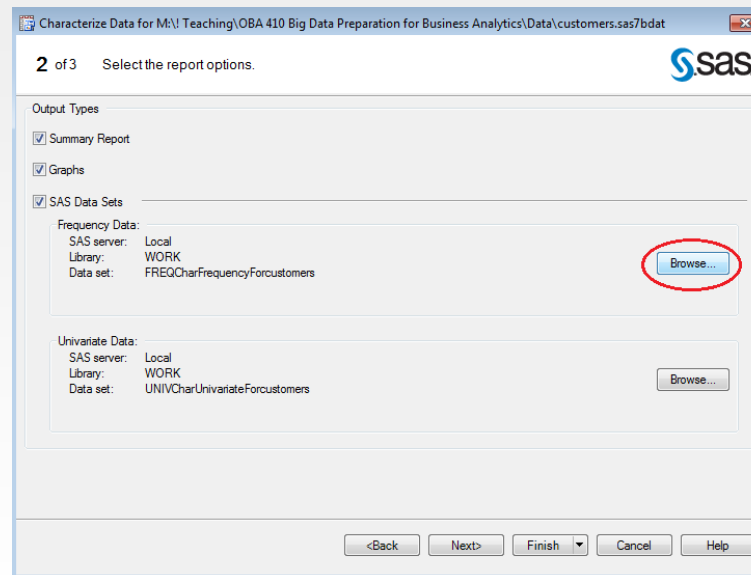 Characterize Data for M:\! Teaching\OBA 410 Big Data Preparation for Business Analytics\Data\customers.sas7bdat
2 of 3 Select the report options.
sas
Output Types
Summary Report
Graphs
SAS Data Sets
Frequency Data:
SAS server: Local
Library: WORK
Data set: FREQCharFrequencyForcustomers
Browse...
Univariate Data:
SAS server: Local
Library: WORK
Data set: UNIVCharUnivariateForcustomers
Browse...
<Back Next> Finish Cancel Help